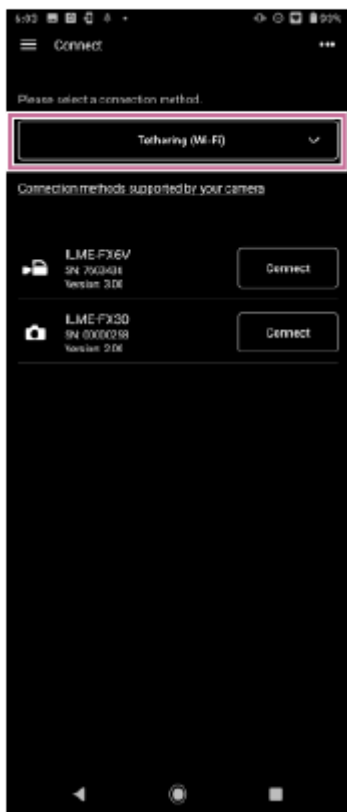 Connect
Please select a connection method.
Tethering (Wi-Fi)
Connection methods supported by your camera
ILME-FX6V
Connect
Version: 3.00
ILME-FX30
Connect
Version: 2.00